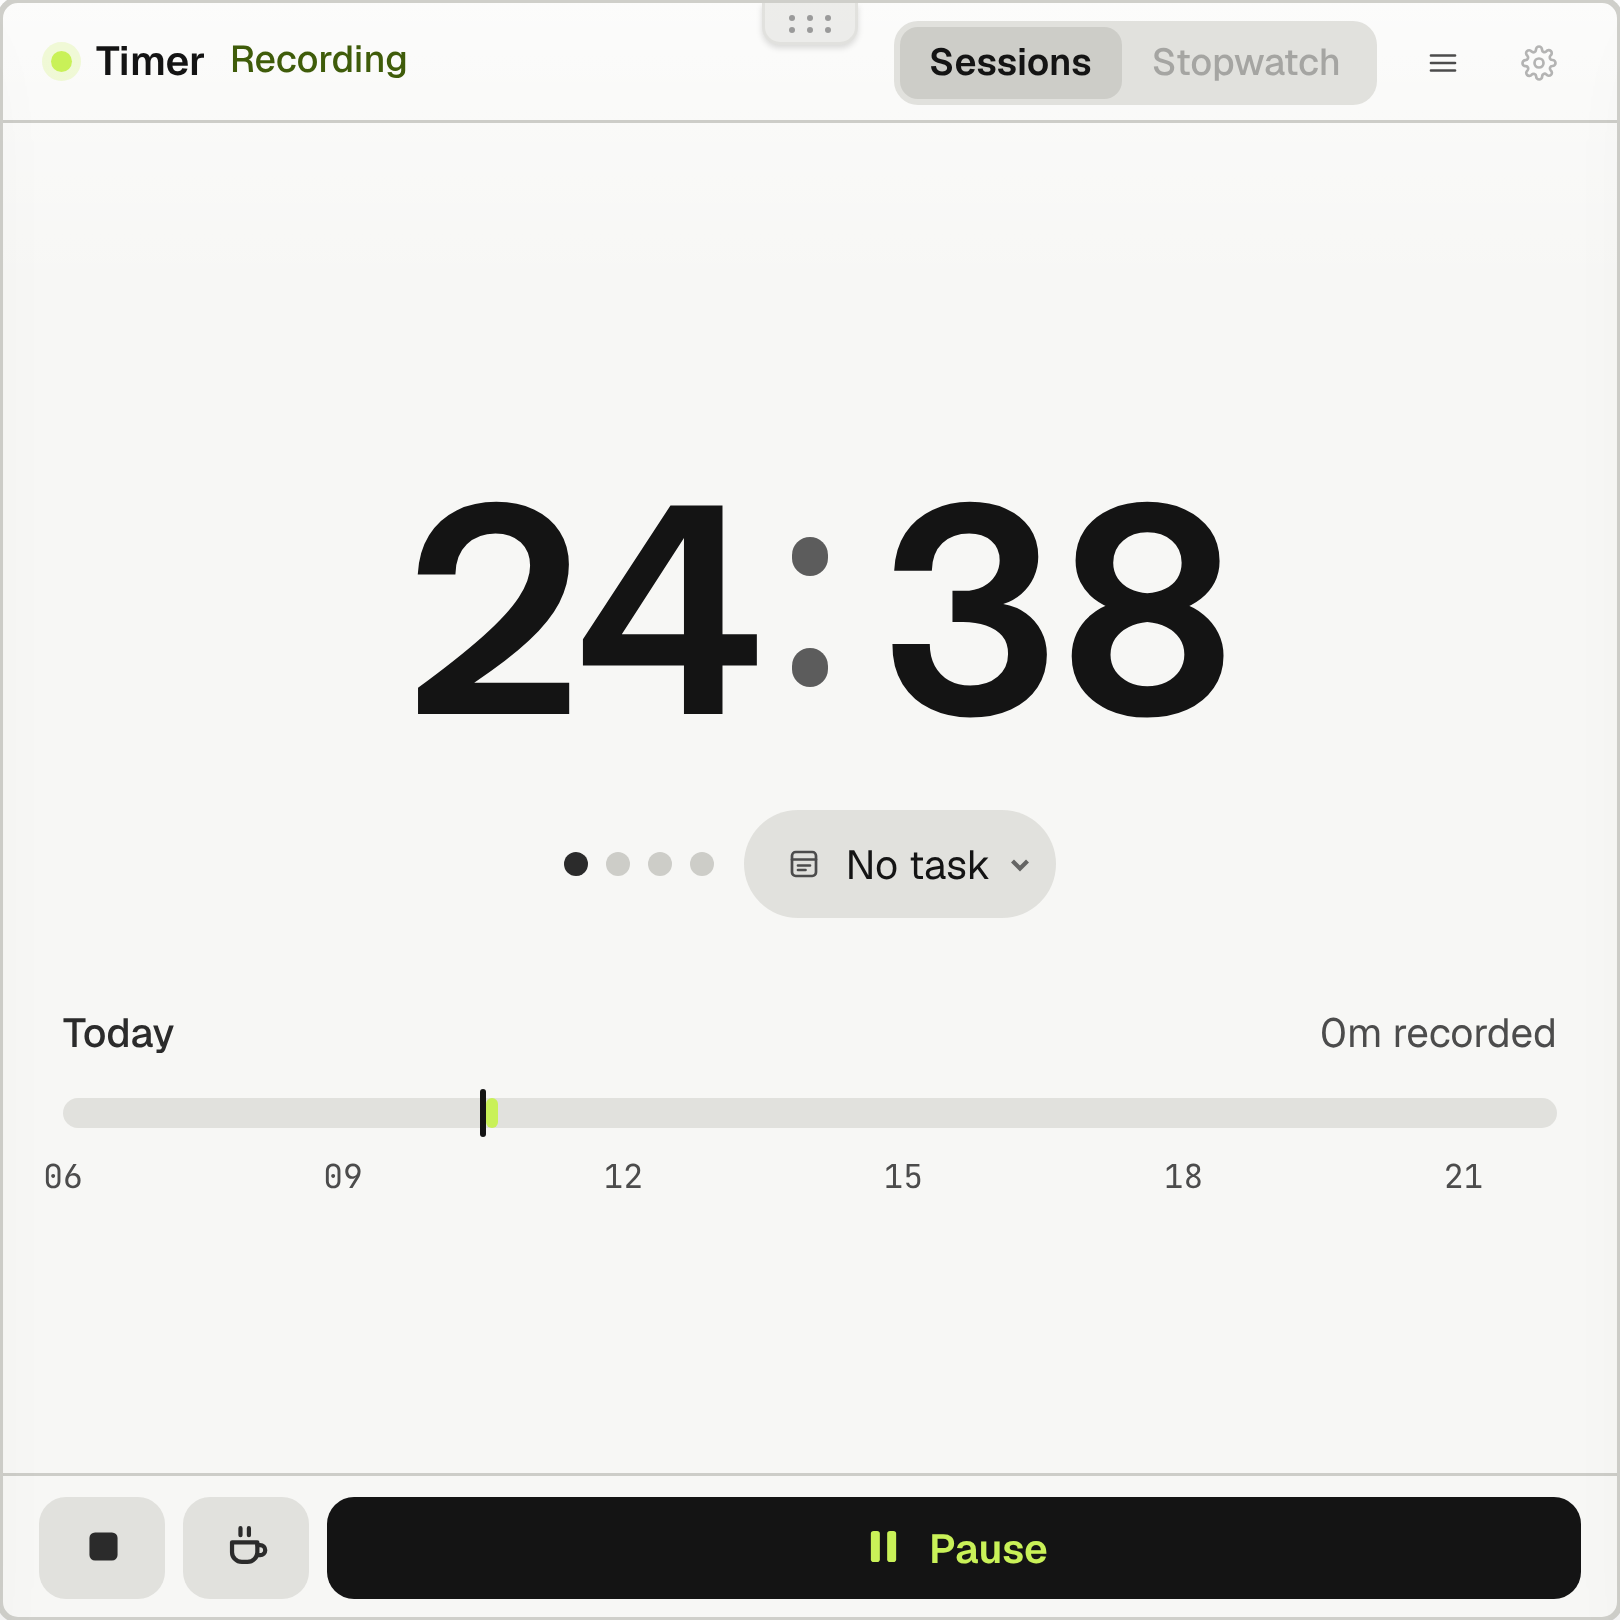 Timer Recording Sessions Stopwatch
24:38
No task
Today 0m recorded
06 09 12 15 18 21
Pause